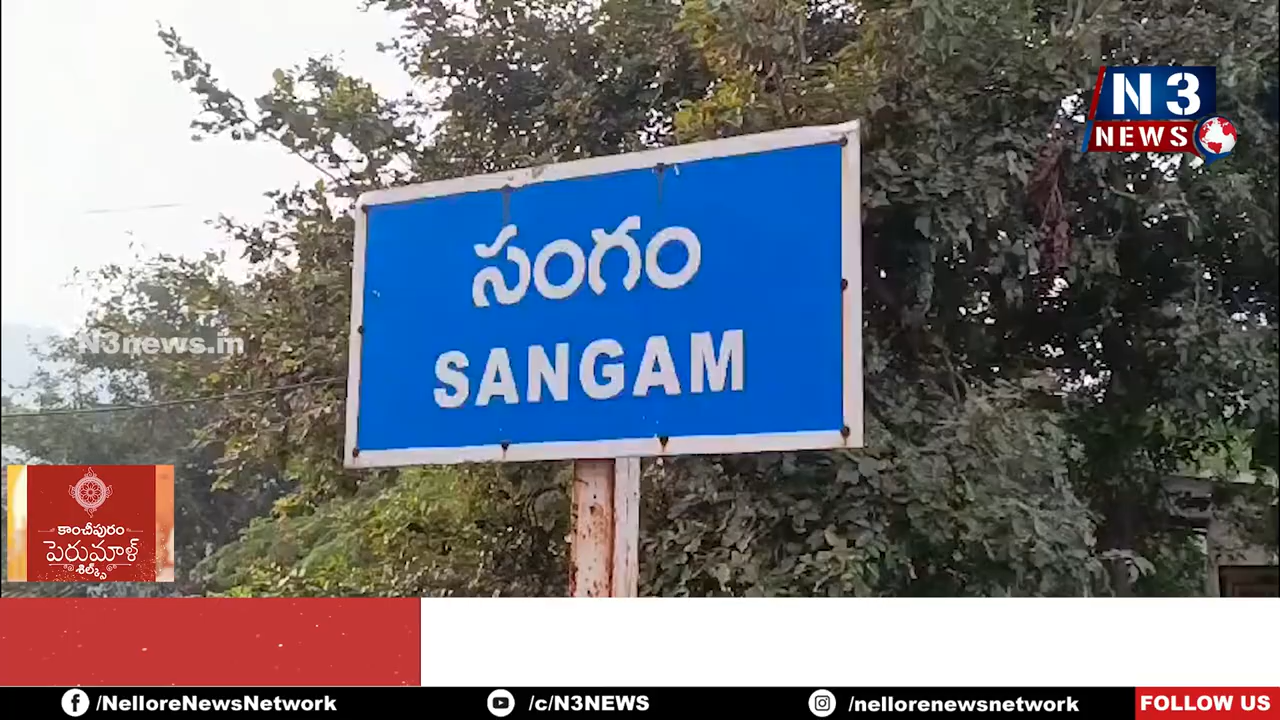 N3
NEWS
సంగం
SANGAM
N3news.in
కాంచీపురం
పెరుమాళ్
సిల్క్స్
/NelloreNewsNetwork
/c/N3NEWS
/nellorenewsnetwork
FOLLOW US